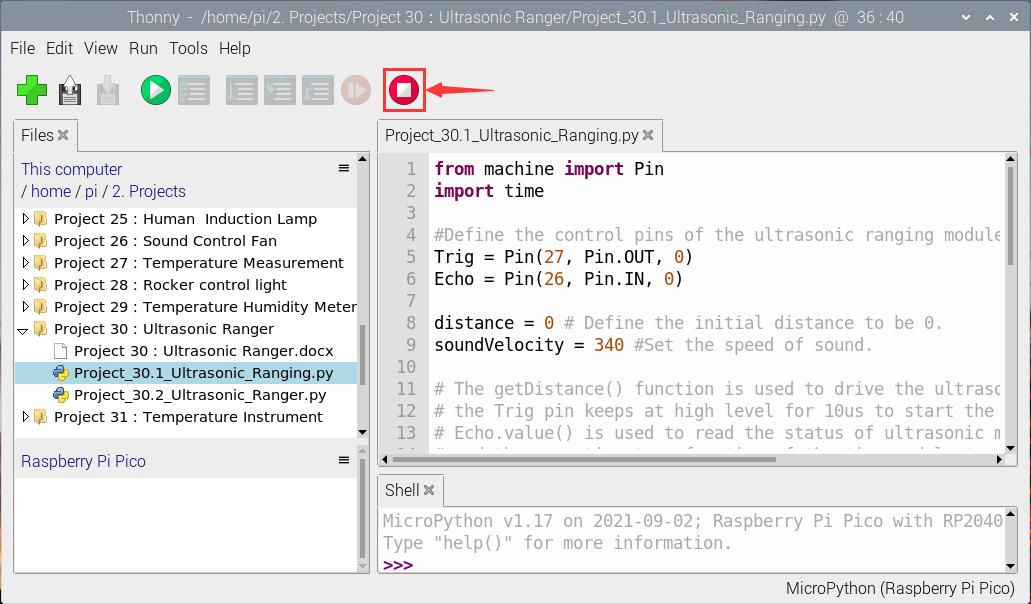 Thonny - /home/pi/2. Projects/Project 30 : Ultrasonic Ranger/Project_30.1_Ultrasonic_Ranging.py @ 36 : 40
File Edit View Run Tools Help
Files
This computer
/ home / pi / 2. Projects
Project 25 : Human  Induction Lamp
Project 26 : Sound Control Fan
Project 27 : Temperature Measurement
Project 28 : Rocker control light
Project 29 : Temperature Humidity Meter
Project 30 : Ultrasonic Ranger
Project 30 : Ultrasonic Ranger.docx
Project_30.1_Ultrasonic_Ranging.py
Project_30.2_Ultrasonic_Ranger.py
Project 31 : Temperature Instrument
Raspberry Pi Pico
Project_30.1_Ultrasonic_Ranging.py
1 from machine import Pin
2 import time
3
4 #Define the control pins of the ultrasonic ranging module
5 Trig = Pin(27, Pin.OUT, 0)
6 Echo = Pin(26, Pin.IN, 0)
7
8 distance = 0 # Define the initial distance to be 0.
9 soundVelocity = 340 #Set the speed of sound.
10
11 # The getDistance() function is used to drive the ultraso
12 # the Trig pin keeps at high level for 10us to start the
13 # Echo.value() is used to read the status of ultrasonic m
Shell
MicroPython v1.17 on 2021-09-02; Raspberry Pi Pico with RP2040
Type "help()" for more information.
>>>
MicroPython (Raspberry Pi Pico)